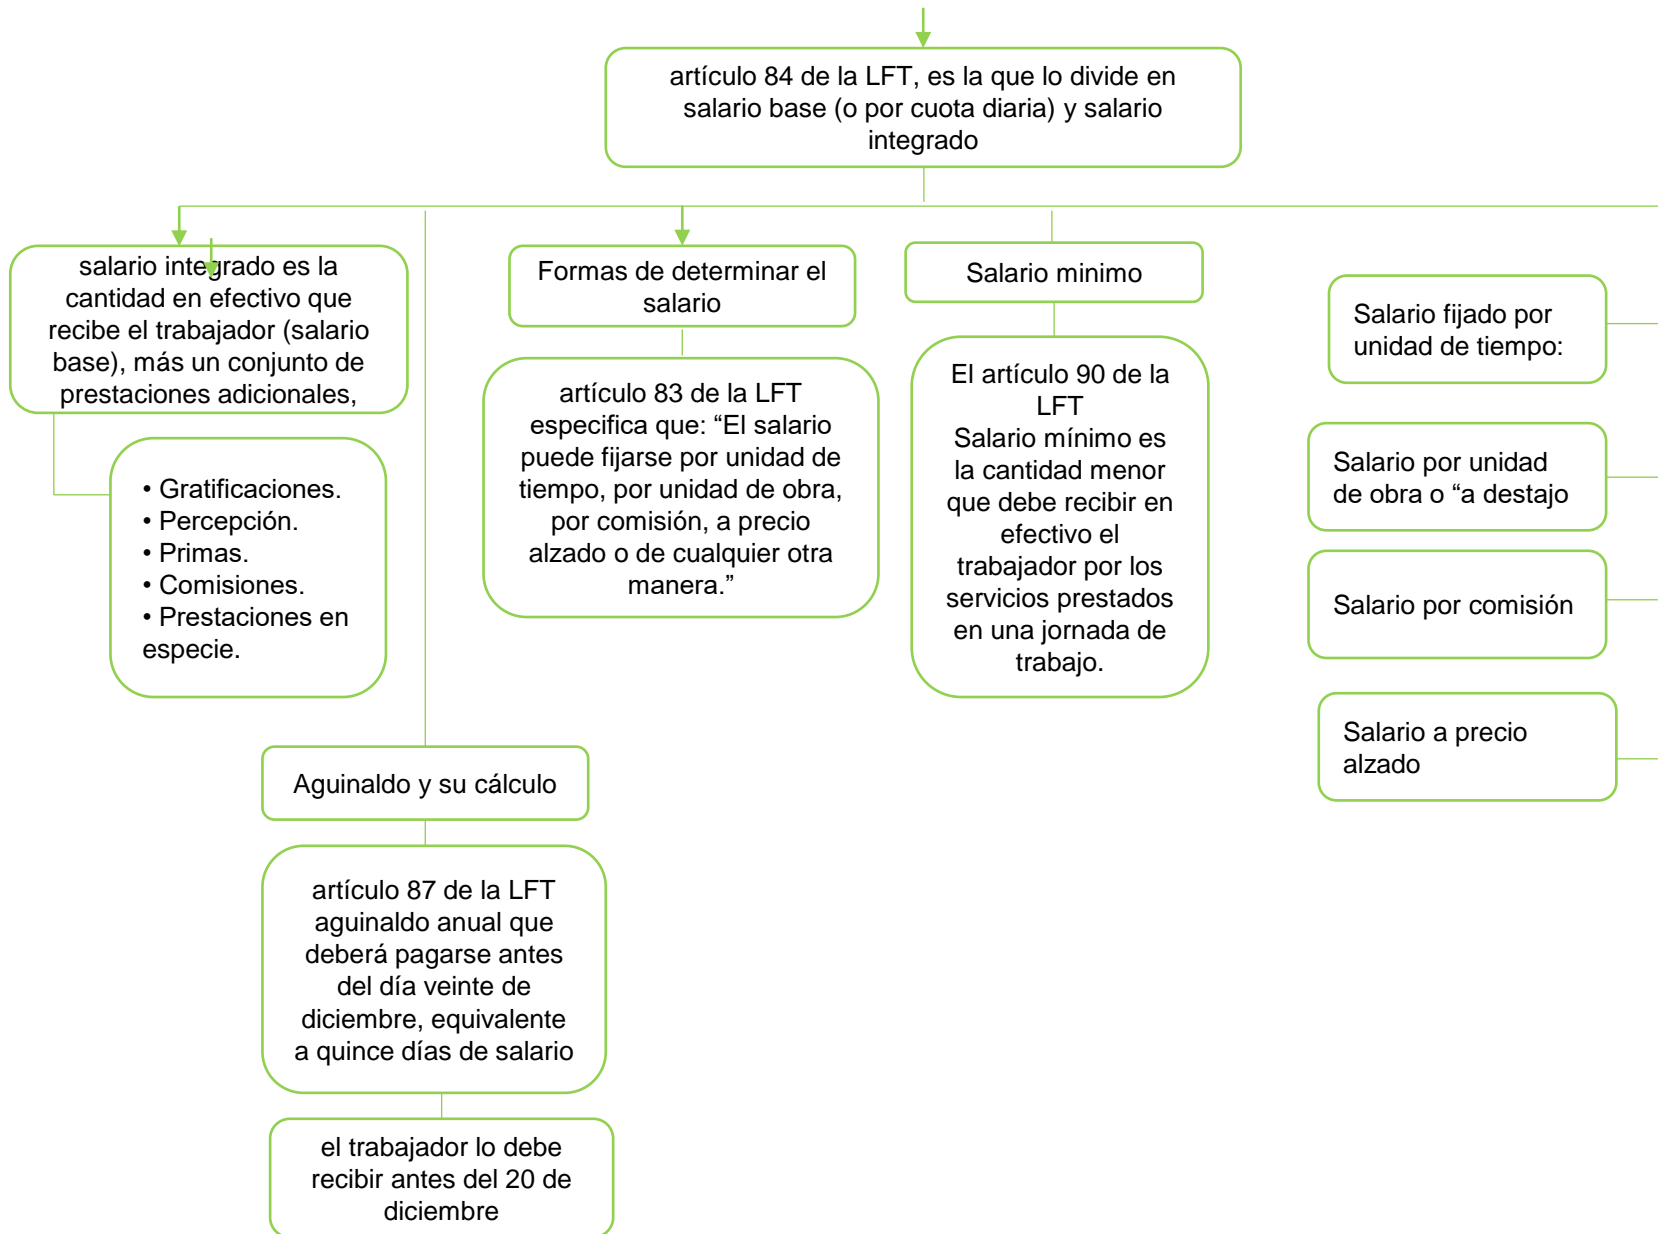 artículo 84 de la LFT, es la que lo divide en
salario base (o por cuota diaria) y salario
integrado
salario integrado es la
cantidad en efectivo que
recibe el trabajador (salario
base), más un conjunto de
prestaciones adicionales,
• Gratificaciones.
• Percepción.
• Primas.
• Comisiones.
• Prestaciones en
especie.
Formas de determinar el
salario
artículo 83 de la LFT
especifica que: “El salario
puede fijarse por unidad de
tiempo, por unidad de obra,
por comisión, a precio
alzado o de cualquier otra
manera.”
Salario minimo
El artículo 90 de la
LFT
Salario mínimo es
la cantidad menor
que debe recibir en
efectivo el
trabajador por los
servicios prestados
en una jornada de
trabajo.
Salario fijado por
unidad de tiempo:
Salario por unidad
de obra o “a destajo
Salario por comisión
Salario a precio
alzado
Aguinaldo y su cálculo
artículo 87 de la LFT
aguinaldo anual que
deberá pagarse antes
del día veinte de
diciembre, equivalente
a quince días de salario
el trabajador lo debe
recibir antes del 20 de
diciembre